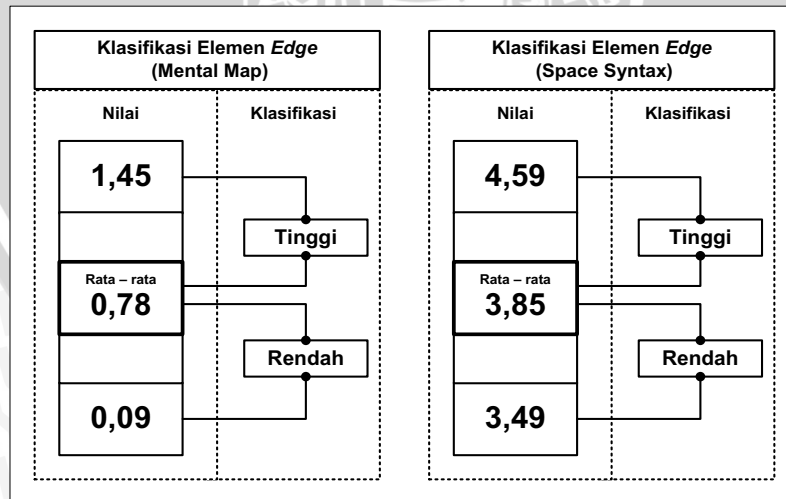 Klasifikasi Elemen Edge
(Mental Map)
Nilai
Klasifikasi
1,45
Tinggi
Rata – rata
0,78
Rendah
0,09
Klasifikasi Elemen Edge
(Space Syntax)
Nilai
Klasifikasi
4,59
Tinggi
Rata – rata
3,85
Rendah
3,49